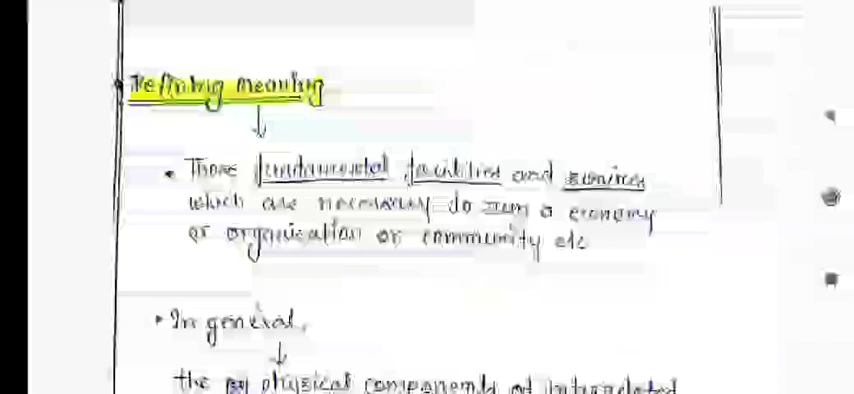 Defining meaning
Those fundamental facilities and services
which are necessary to run a economy
or organisation or community etc
In general,
the physical components of interrelated